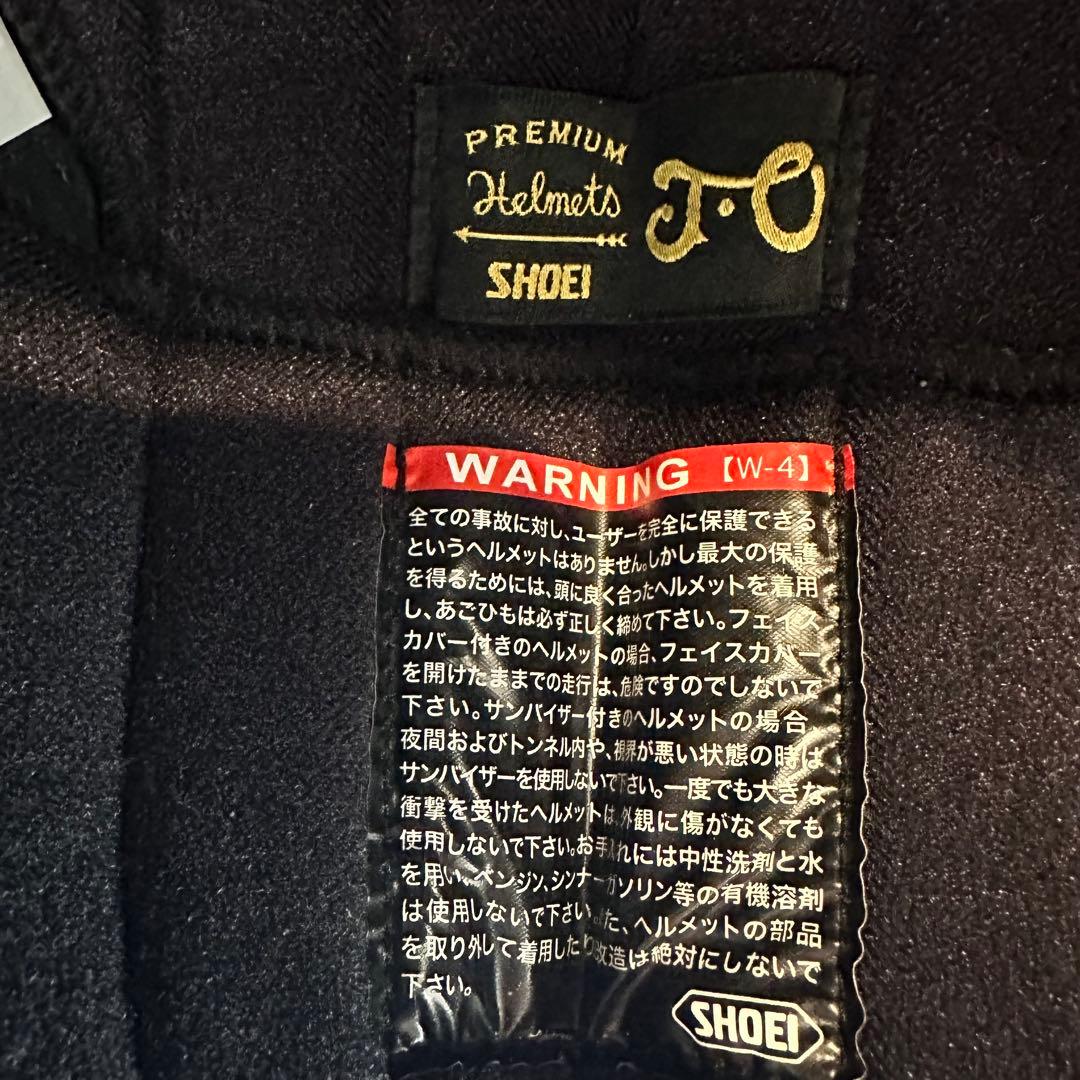 PREMIUM
Helmets
SHOEI
J·O
WARNING 【W-4】
全ての事故に対し、ユーザーを完全に保護できる
というヘルメットはありません。しかし最大の保護
を得るためには、頭に良く合ったヘルメットを着用
し、あごひもは必ず正しく締めて下さい。フェイス
カバー付きのヘルメットの場合、フェイスカバー
を開けたままでの走行は、危険ですのでしないで
下さい。サンバイザー付きのヘルメットの場合
夜間およびトンネル内や、視界が悪い状態の時は
サンバイザーを使用しないで下さい。一度でも大きな
衝撃を受けたヘルメットは、外観に傷がなくても
使用しないで下さい。お手入れには中性洗剤と水
を用い、ベンジン、シンナー、ガソリン等の有機溶剤
は使用しないで下さい。また、ヘルメットの部品
を取り外して着用したり改造は絶対にしないで
下さい。
SHOEI